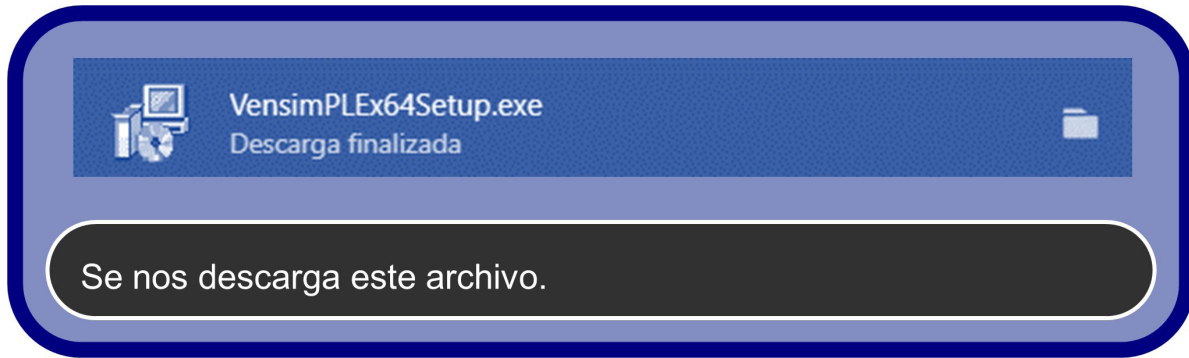 VensimPLEx64Setup.exe
Descarga finalizada
Se nos descarga este archivo.